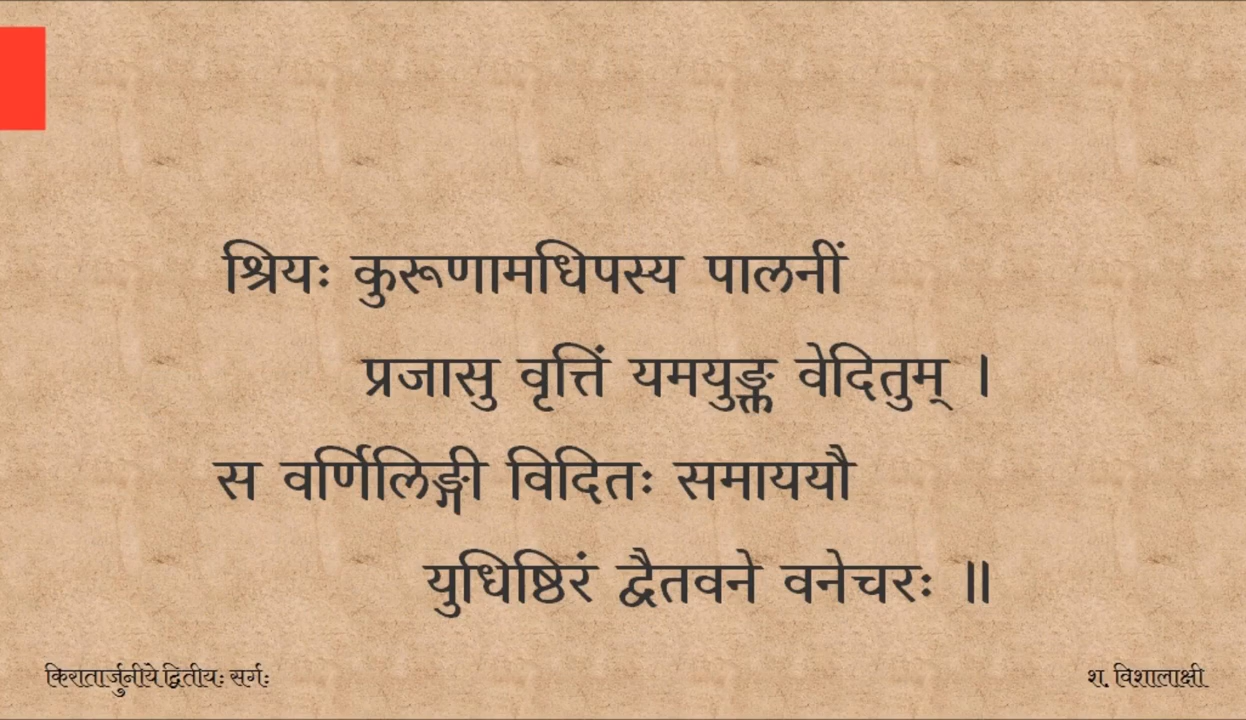 श्रियः कुरूणामधिपस्य पालनीं
प्रजासु वृत्तिं यमयुङ्क्त वेदितुम् ।
स वर्णिलिङ्गी विदितः समाययौ
युधिष्ठिरं द्वैतवने वनेचरः ॥
किरातार्जुनीये द्वितीयः सर्गः
श. विशालाक्षी